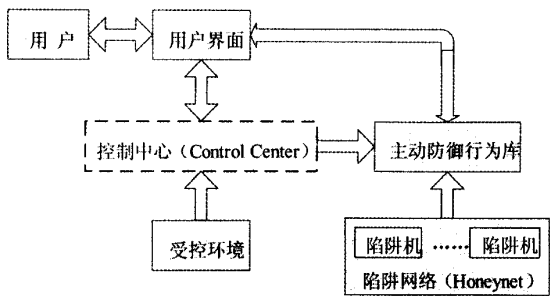 用户
用户界面
控制中心（Control Center）
主动防御行为库
受控环境
陷阱机 …… 陷阱机
陷阱网络（Honeynet）